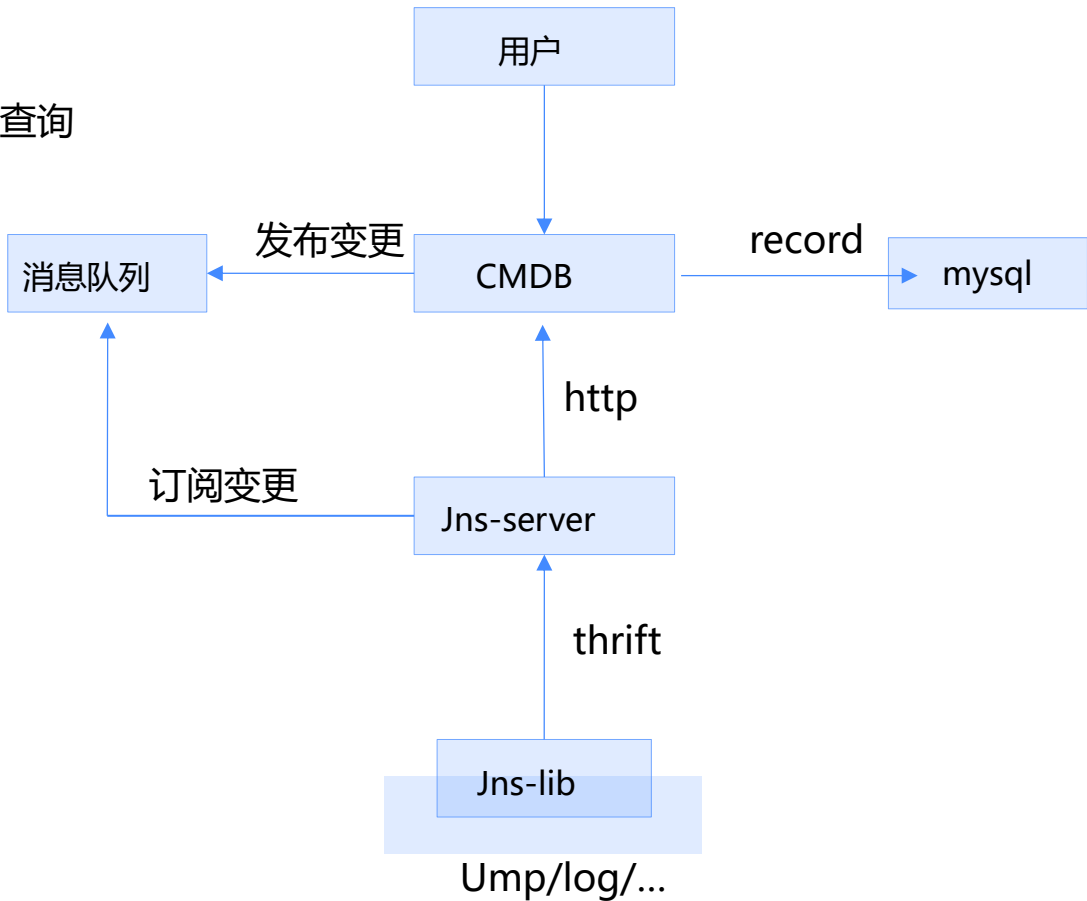 用户
查询
发布变更
record
消息队列
CMDB
mysql
http
订阅变更
Jns-server
thrift
Jns-lib
Ump/log/...